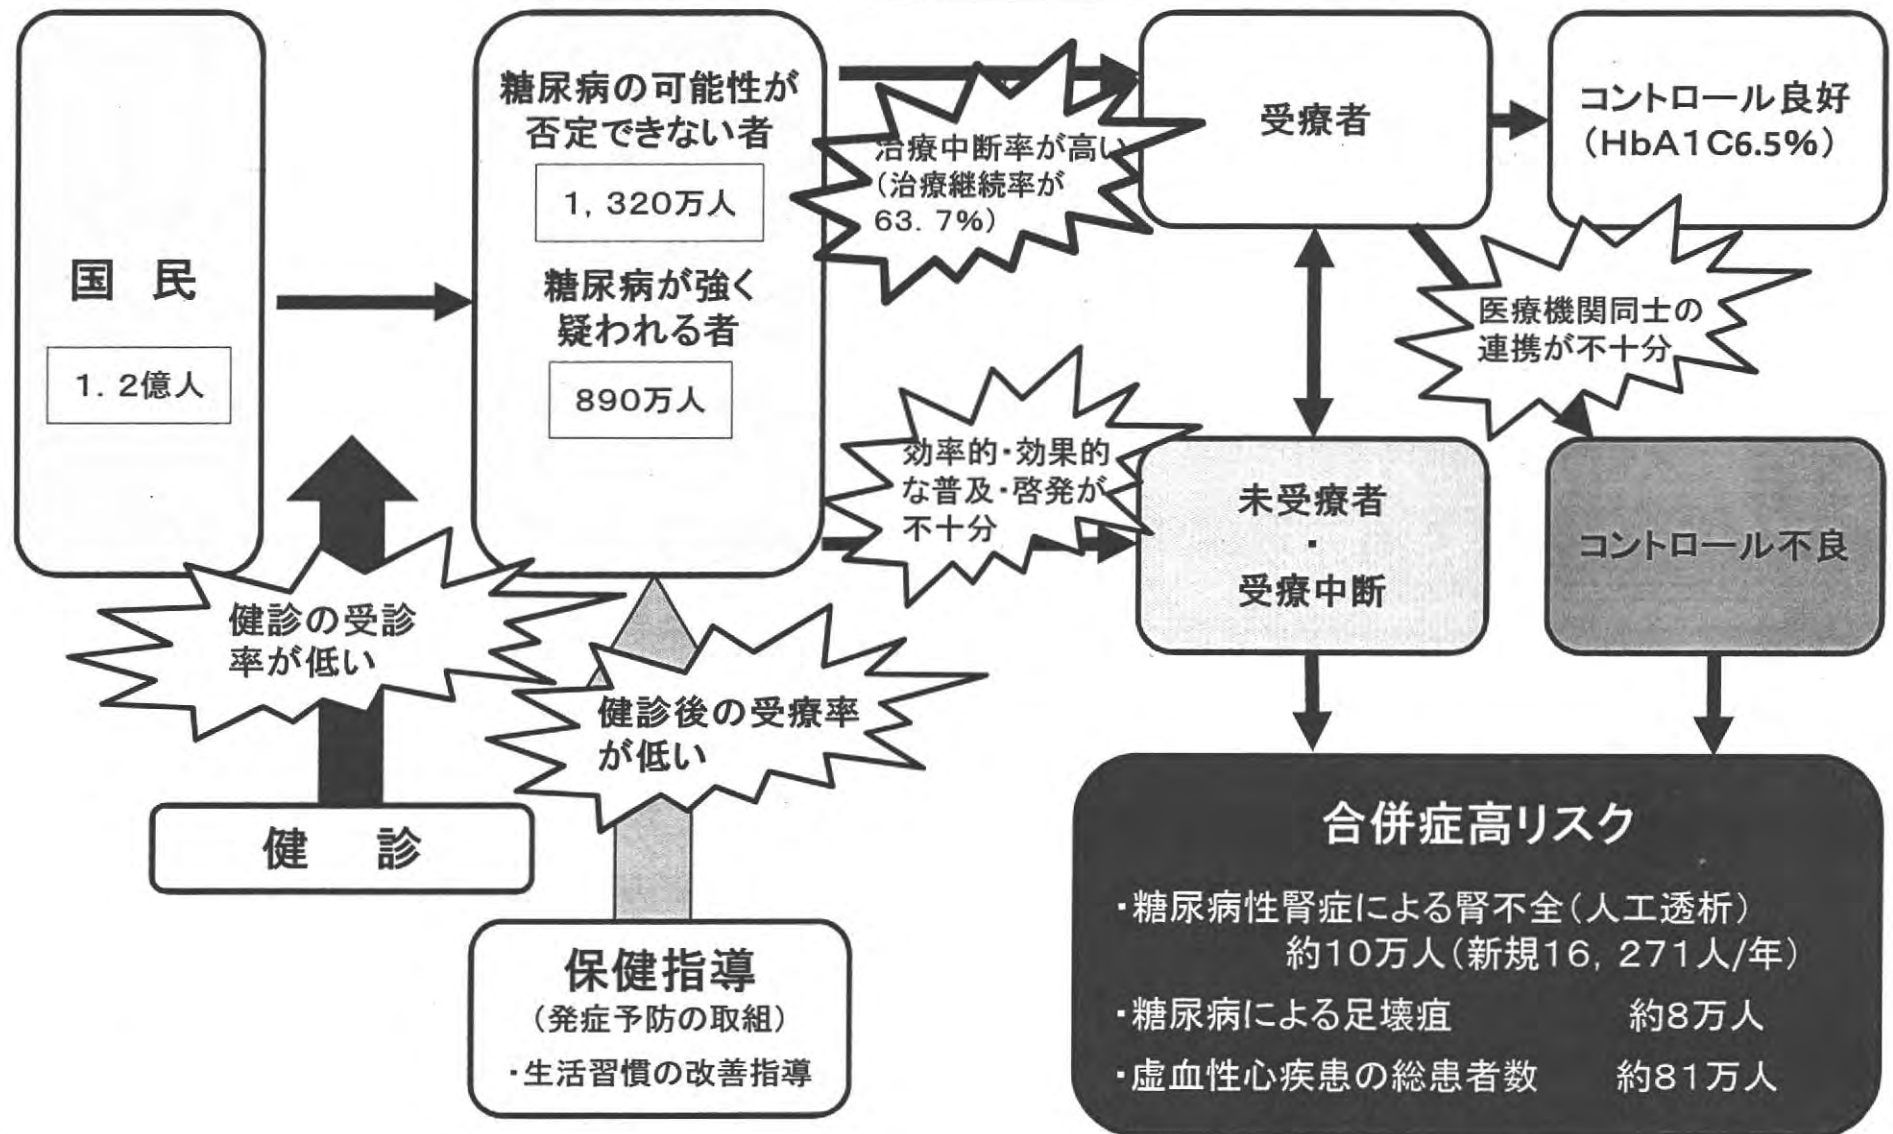 国 民
1. 2億人
糖尿病の可能性が
否定できない者
1, 320万人
糖尿病が強く
疑われる者
890万人
治療中断率が高い
(治療継続率が
63. 7%)
受療者
コントロール良好
(HbA1C6.5%)
医療機関同士の
連携が不十分
効率的・効果的
な普及・啓発が
不十分
未受療者
・
受療中断
コントロール不良
健診の受診
率が低い
健診後の受療率
が低い
健 診
保健指導
(発症予防の取組)
・生活習慣の改善指導
合併症高リスク
・糖尿病性腎症による腎不全(人工透析)
約10万人(新規16, 271人/年)
・糖尿病による足壊疽 約8万人
・虚血性心疾患の総患者数 約81万人